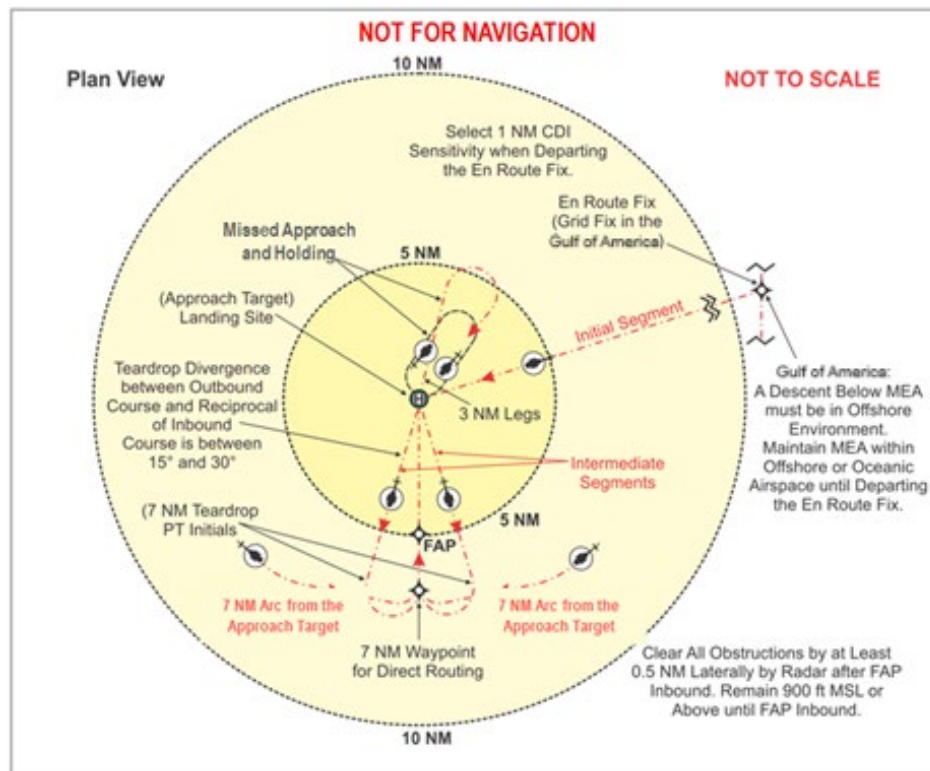 NOT FOR NAVIGATION
Plan View
10 NM
NOT TO SCALE
Select 1 NM CDI
Sensitivity when Departing
the En Route Fix.
En Route Fix
(Grid Fix in the
Gulf of America)
Missed Approach
and Holding
5 NM
(Approach Target)
Landing Site
Initial Segment
Teardrop Divergence
between Outbound
Course and Reciprocal
of Inbound
Course is between
15° and 30°
H
3 NM Legs
Gulf of America:
A Descent Below MEA
must be in Offshore
Environment.
Maintain MEA within
Offshore or Oceanic
Airspace until Departing
the En Route Fix.
Intermediate
Segments
(7 NM Teardrop
PT Initials
5 NM
FAP
7 NM Arc from the
Approach Target
7 NM Arc from the
Approach Target
7 NM Waypoint
for Direct Routing
Clear All Obstructions by at Least
0.5 NM Laterally by Radar after FAP
Inbound. Remain 900 ft MSL or
Above until FAP Inbound.
10 NM